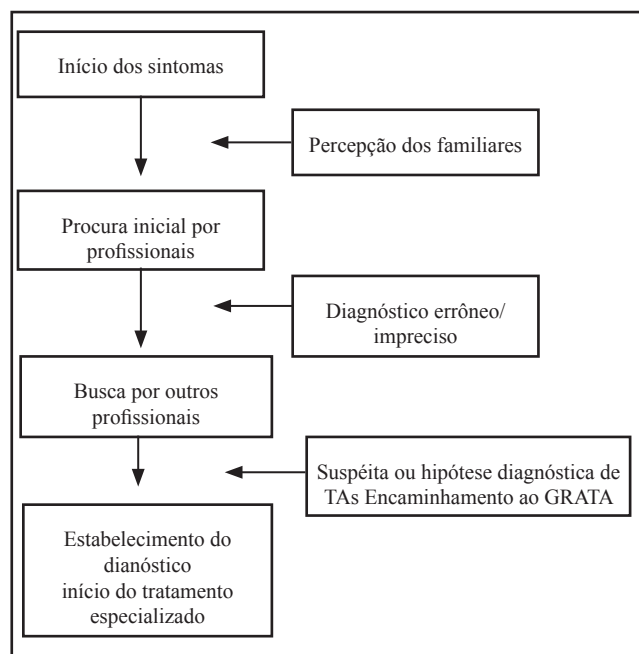 Início dos sintomas
Percepção dos familiares
Procura inicial por
profissionais
Diagnóstico errôneo/
impreciso
Busca por outros
profissionais
Suspéita ou hipótese diagnóstica de
TAs Encaminhamento ao GRATA
Estabelecimento do
dianóstico
início do tratamento
especializado